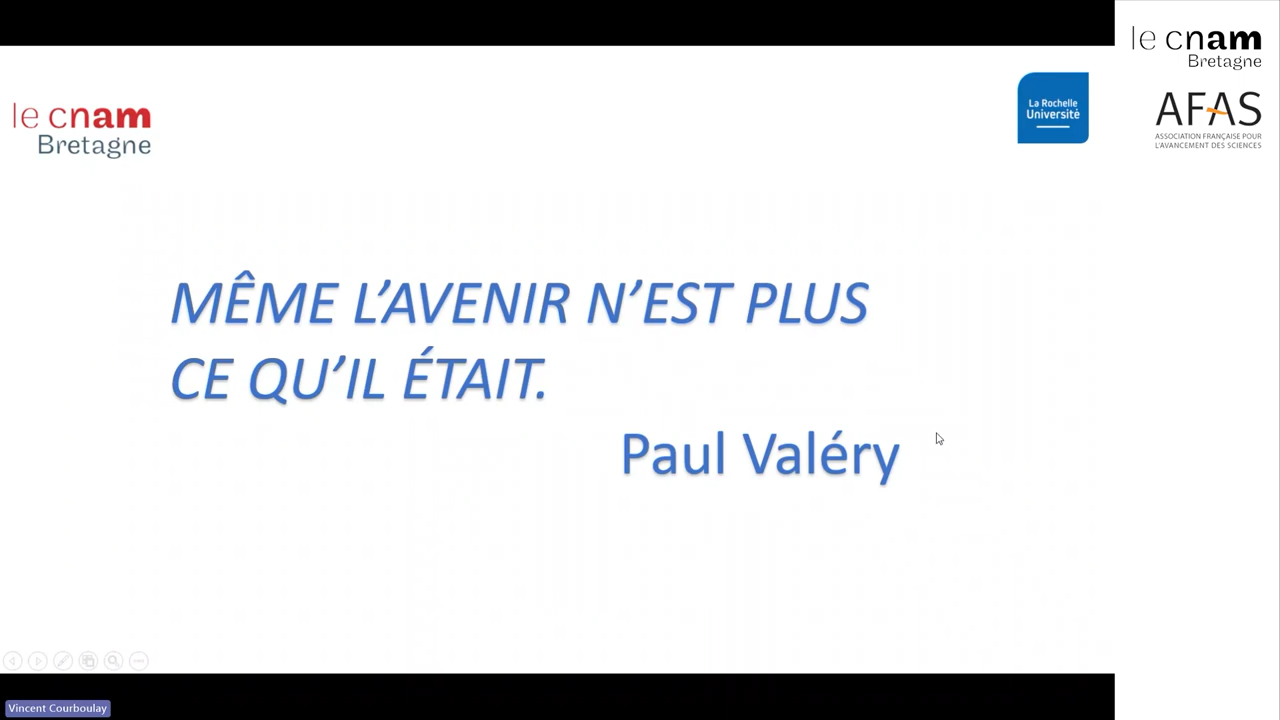 le cnam
Bretagne
La Rochelle
Université
MÊME L’AVENIR N’EST PLUS
CE QU’IL ÉTAIT.
Paul Valéry
le cnam
Bretagne
AFAS
ASSOCIATION FRANÇAISE POUR
L’AVANCEMENT DES SCIENCES
Vincent Courboulay